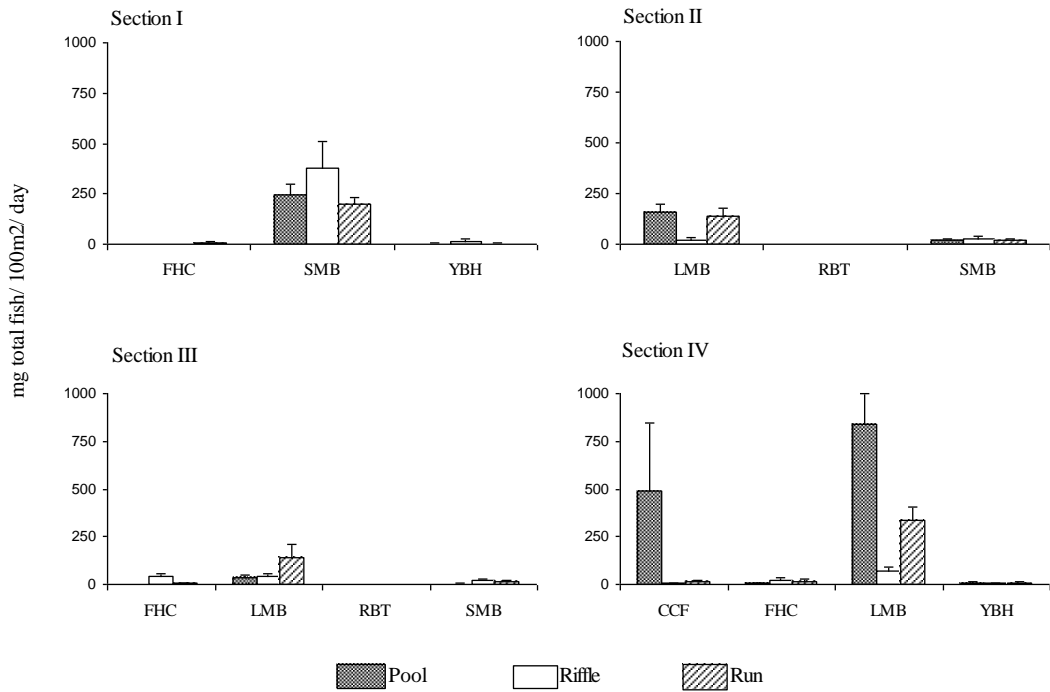 Section I
1000
750
500
250
0
FHC SMB YBH
Section II
1000
750
500
250
0
LMB RBT SMB
mg total fish/ 100m2/ day
Section III
1000
750
500
250
0
FHC LMB RBT SMB
Section IV
1000
750
500
250
0
CCF FHC LMB YBH
Pool Riffle Run